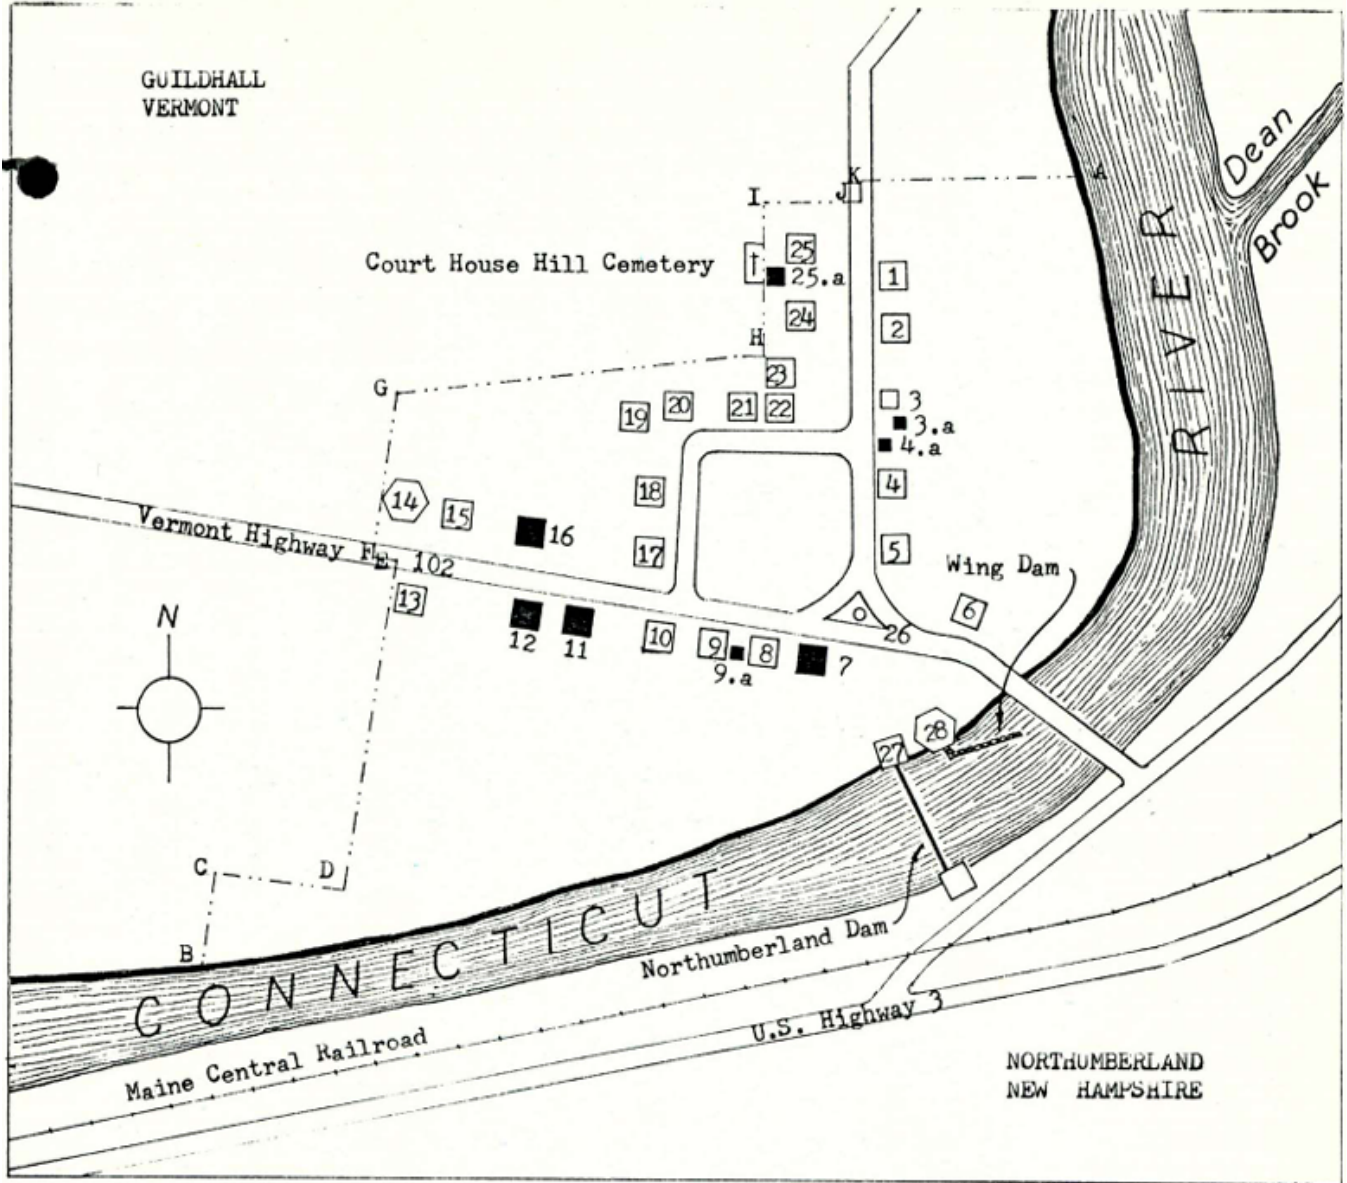 GUILDHALL
VERMONT
Dean
Brook
K
A
I
J
25
Court House Hill Cemetery
25.a
1
24
2
H
23
G
3
20
21
22
19
3.a
4.a
RIVER
18
4
14
15
16
Vermont Highway
F
E
102
17
5
Wing Dam
13
6
N
12
11
10
9
9.a
8
7
26
27
28
C
D
B
CONNECTICUT
Northumberland Dam
Maine Central Railroad
U.S. Highway 3
NORTHUMBERLAND
NEW HAMPSHIRE